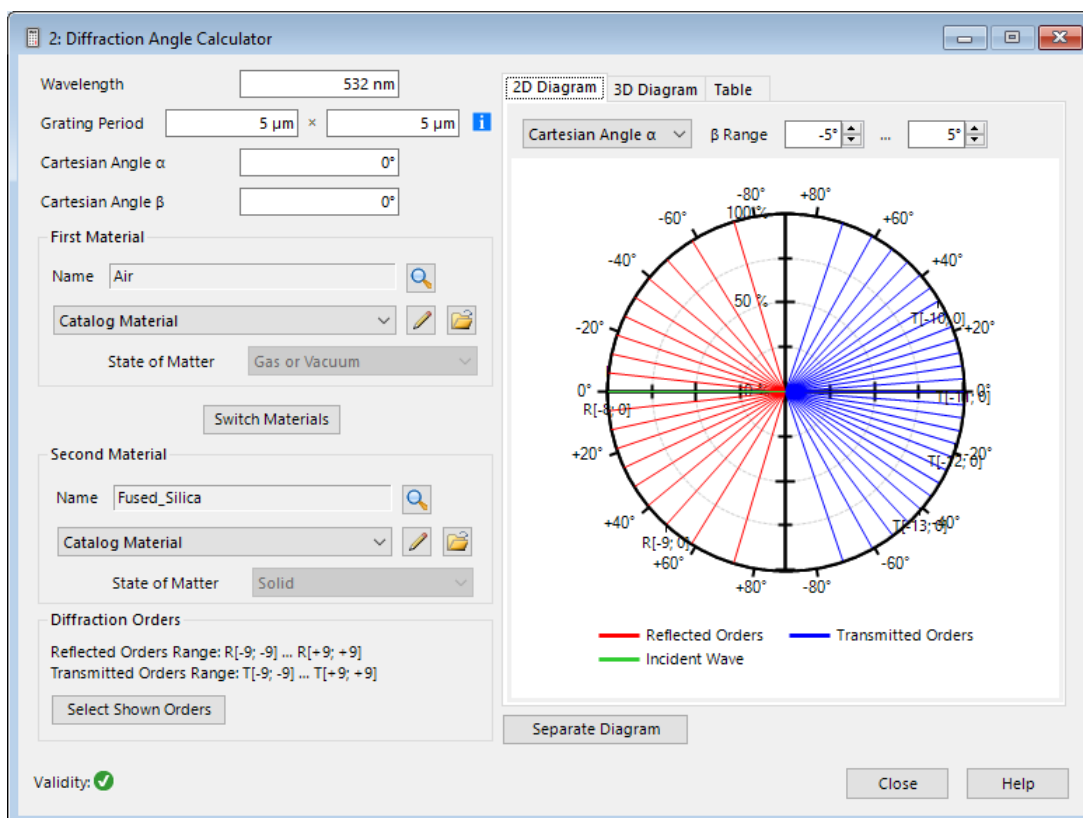 2: Diffraction Angle Calculator
Wavelength 532 nm
Grating Period 5 µm × 5 µm
Cartesian Angle α 0°
Cartesian Angle β 0°
First Material
Name Air
Catalog Material
State of Matter Gas or Vacuum
Switch Materials
Second Material
Name Fused_Silica
Catalog Material
State of Matter Solid
Diffraction Orders
Reflected Orders Range: R[-9; -9] ... R[+9; +9]
Transmitted Orders Range: T[-9; -9] ... T[+9; +9]
Select Shown Orders
Validity:
2D Diagram 3D Diagram Table
Cartesian Angle α β Range -5° ... 5°
-80° +80°
-60° 100 % +60°
-40° +40°
50 % T[-10; 0]
-20° +20°
0° 0°
R[-8; 0] T[-11; 0]
+20° -20°
T[-12; 0]
+40° T[-13; 0] -40°
R[-9; 0]
+60° -60°
+80° -80°
Reflected Orders Transmitted Orders
Incident Wave
Separate Diagram
Close Help